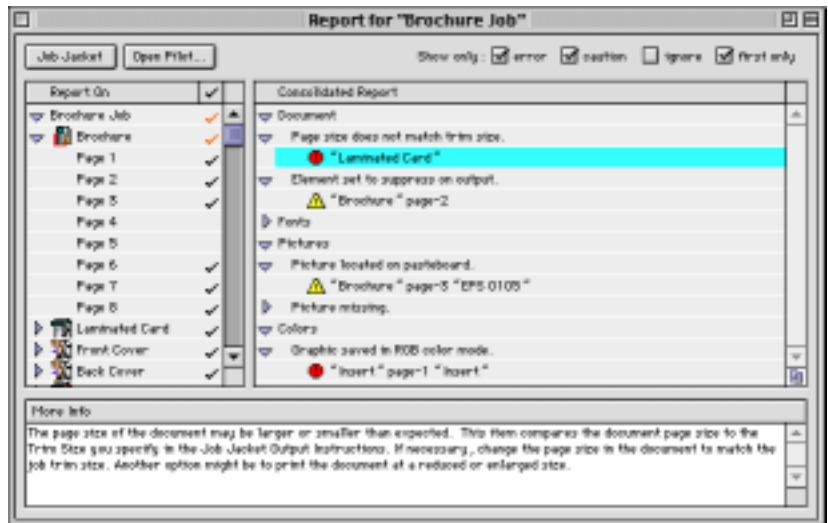 Report for "Brochure Job"
Job Jacket
Open Pilot...
Show only: error caution ignore first only
Report On
Brochure Job
Brochure
Page 1
Page 2
Page 3
Page 4
Page 5
Page 6
Page 7
Page 8
Laminated Card
Front Cover
Back Cover
Consolidated Report
Document
Page size does not match trim size.
"Laminated Card"
Element set to suppress on output.
"Brochure" page-2
Fonts
Pictures
Picture located on pasteboard.
"Brochure" page-3 "EPS 0103"
Picture missing.
Colors
Graphic saved in RGB color mode.
"Insert" page-1 "Insert"
More Info
The page size of the document may be larger or smaller than expected. This item compares the document page size to the
Trim Size you specify in the Job Jacket Output Instructions. If necessary, change the page size in the document to match the
job trim size. Another option might be to print the document at a reduced or enlarged size.